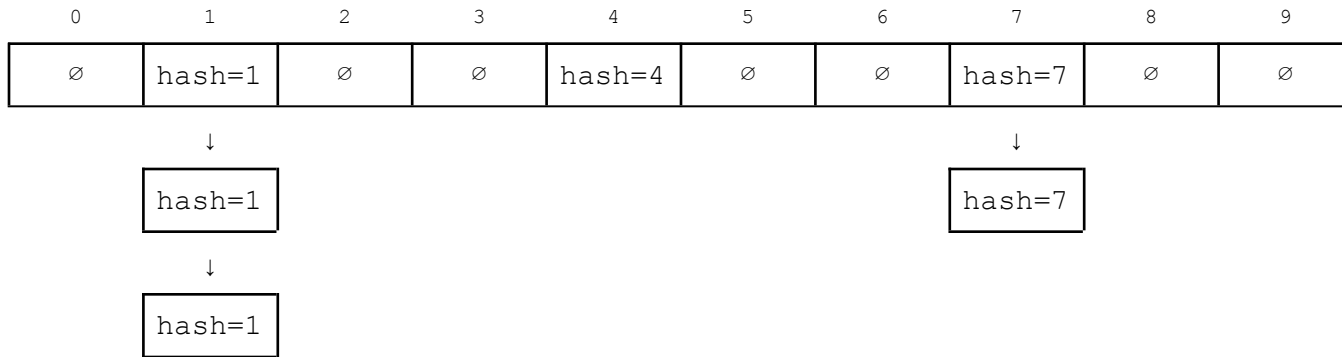 0 1 2 3 4 5 6 7 8 9
∅ hash=1 ∅ ∅ hash=4 ∅ ∅ hash=7 ∅ ∅
↓ ↓
hash=1 hash=7
↓
hash=1